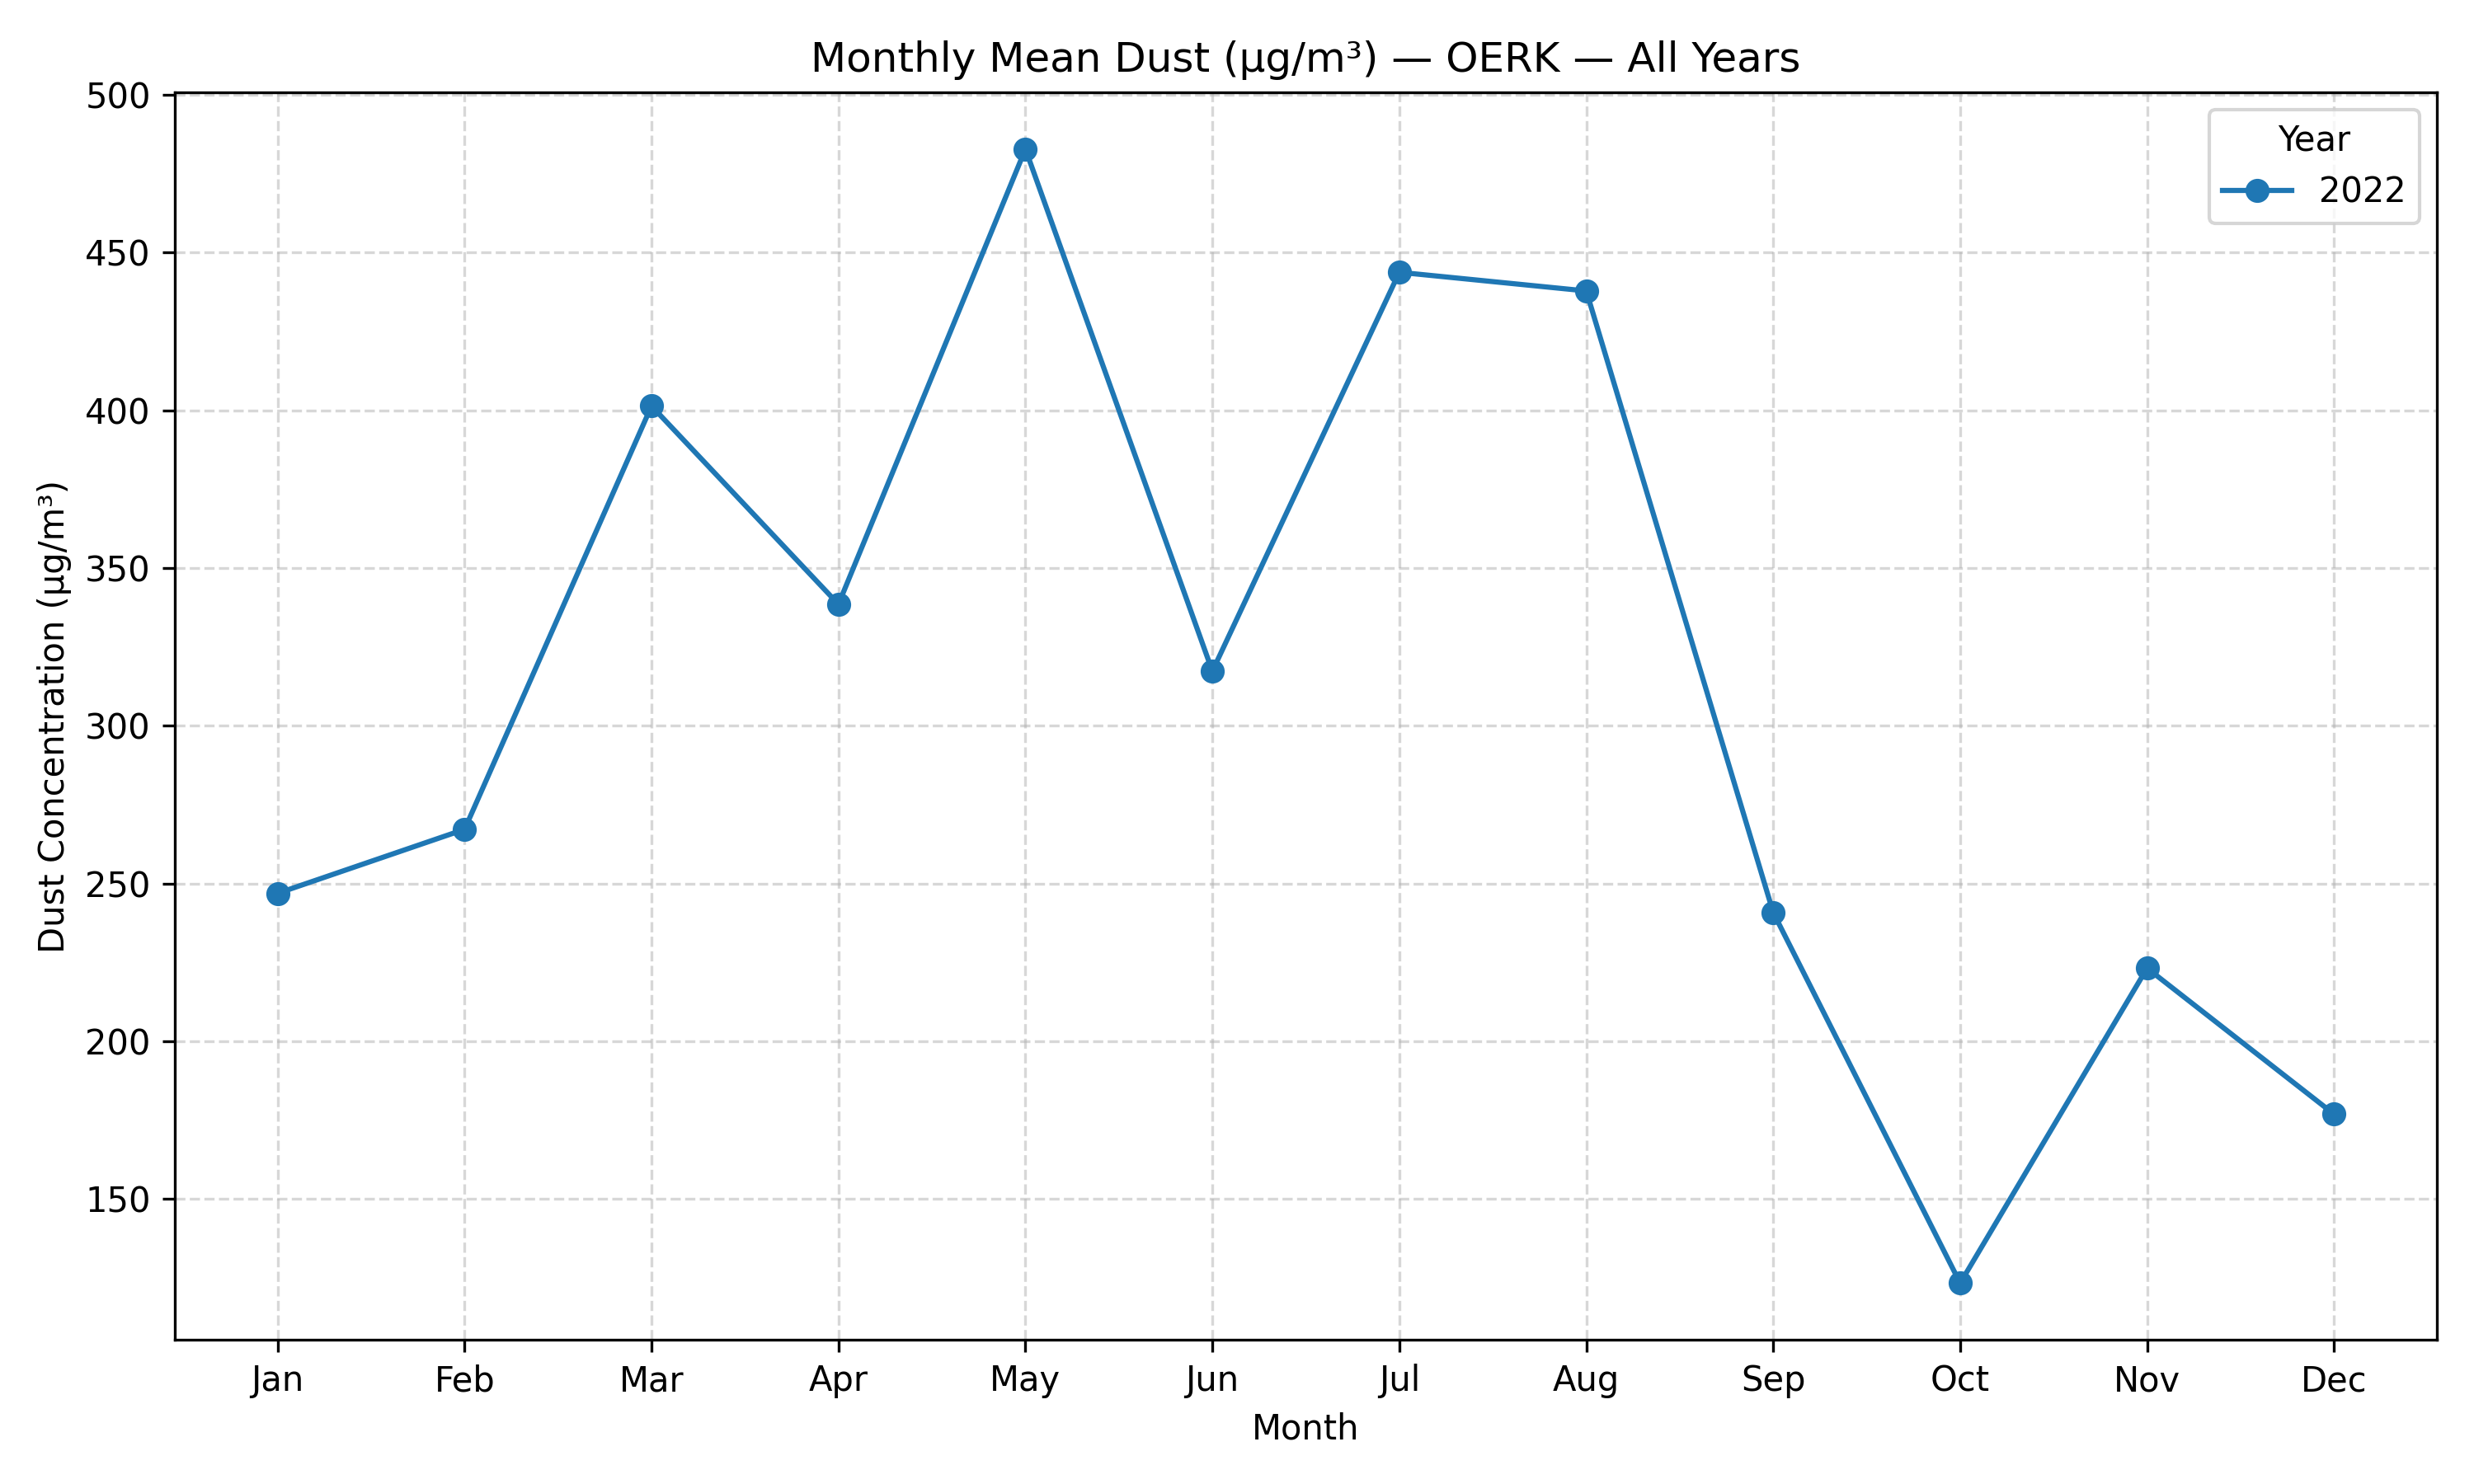 Monthly Mean Dust (µg/m³) — OERK — All Years
Year
2022
500
450
400
350
300
250
200
150
Dust Concentration (µg/m³)
Jan Feb Mar Apr May Jun Jul Aug Sep Oct Nov Dec
Month